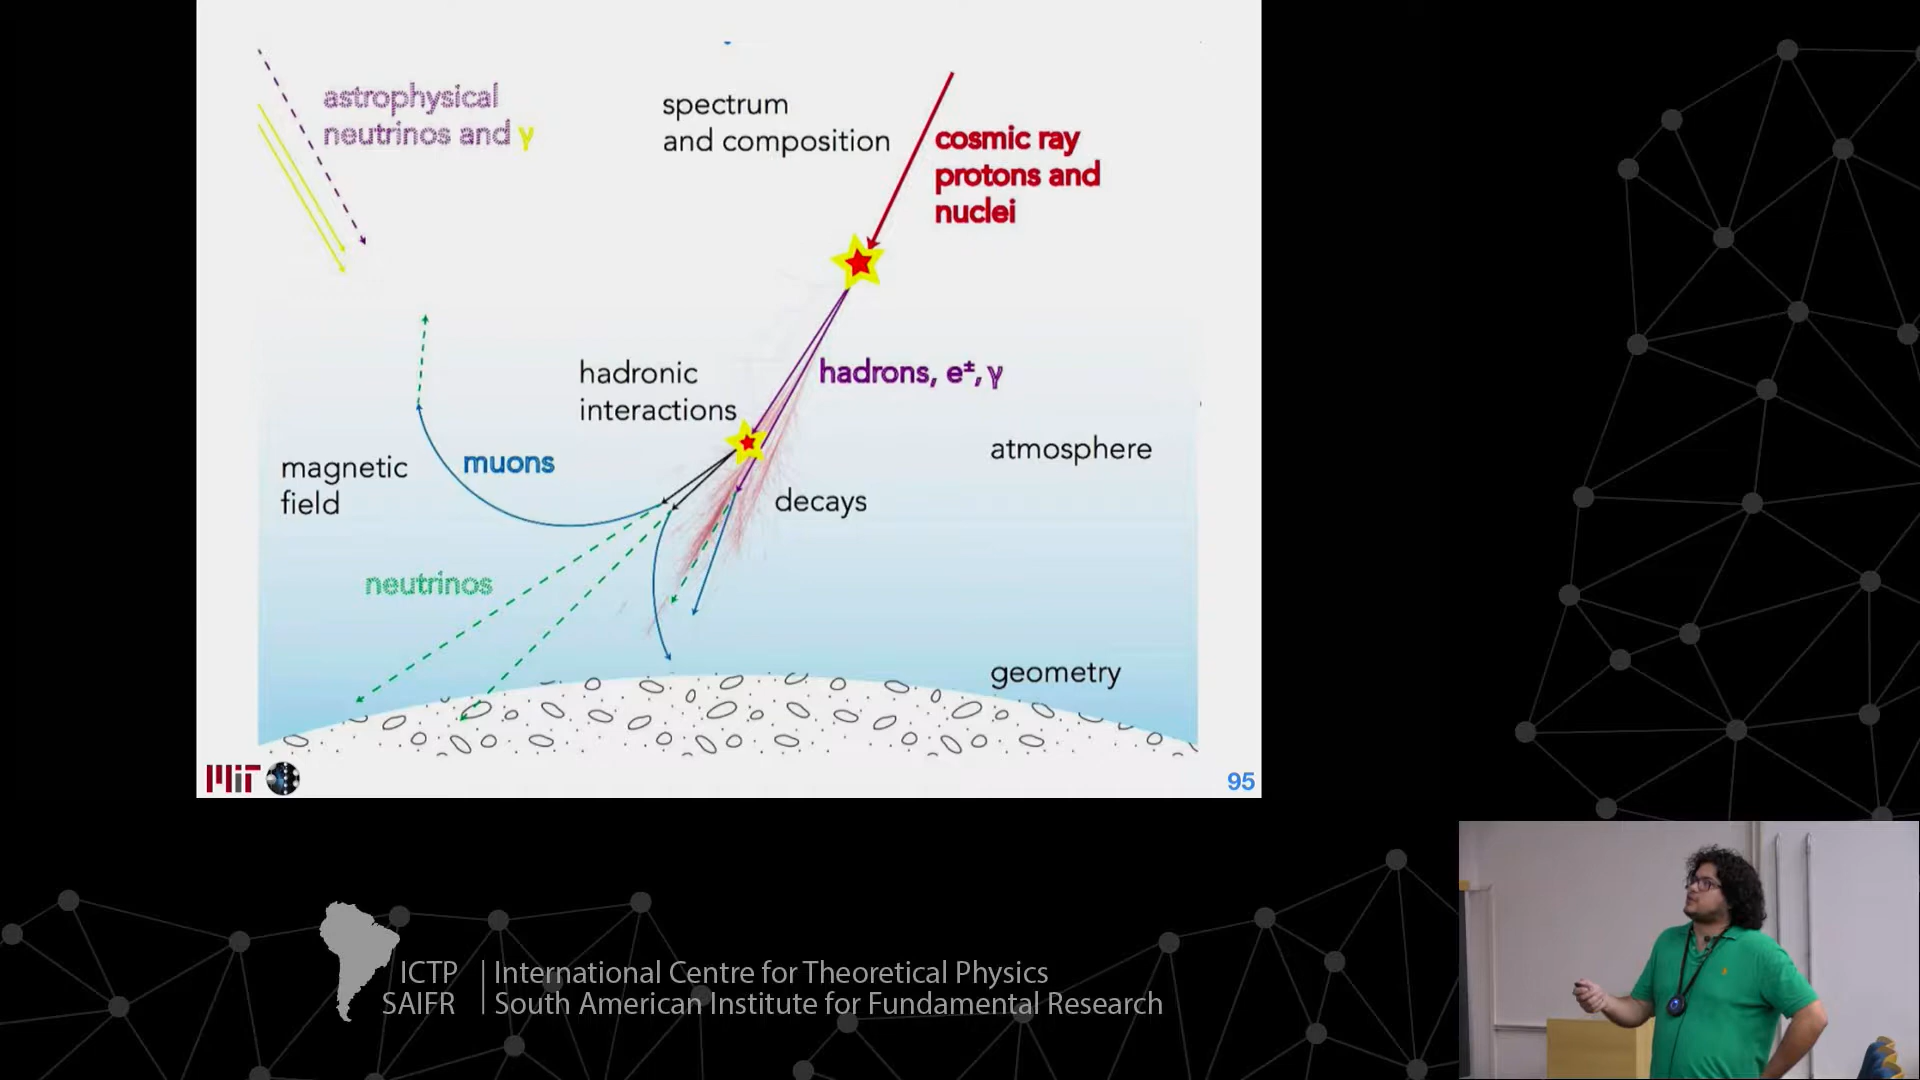 astrophysical
neutrinos and γ
spectrum
and composition
cosmic ray
protons and
nuclei
hadronic
interactions
hadrons, e±, γ
magnetic
field
muons
atmosphere
decays
neutrinos
geometry
MIT
95
ICTP
SAIFR
International Centre for Theoretical Physics
South American Institute for Fundamental Research